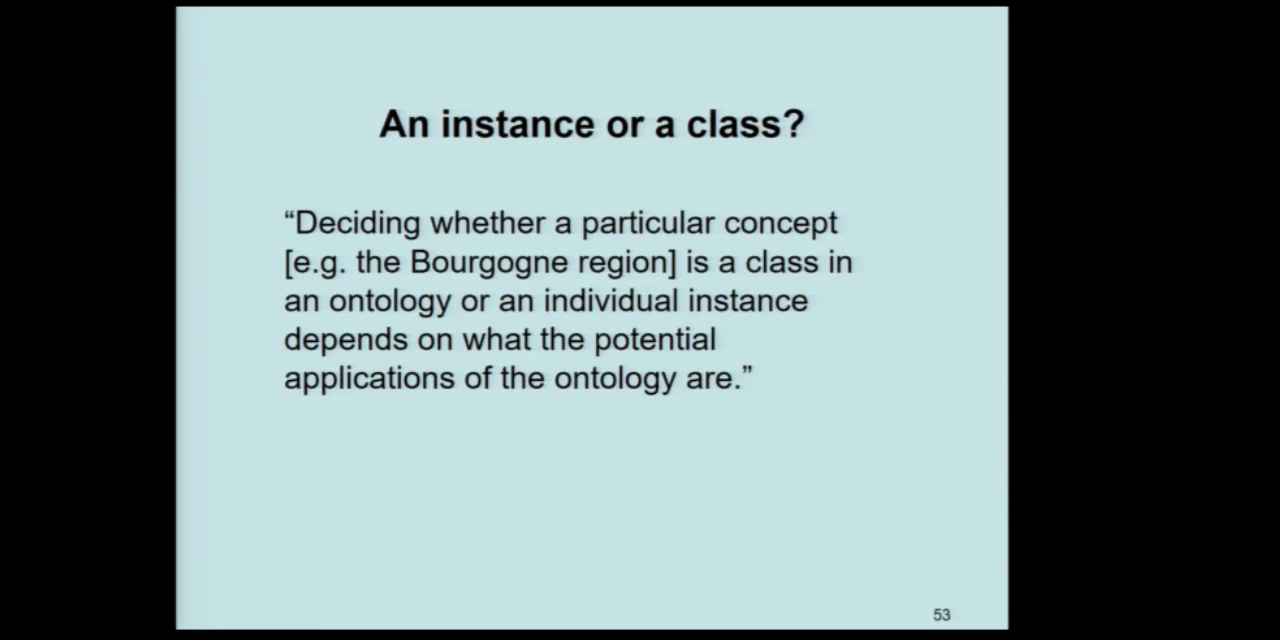 An instance or a class?
“Deciding whether a particular concept
[e.g. the Bourgogne region] is a class in
an ontology or an individual instance
depends on what the potential
applications of the ontology are.”
53